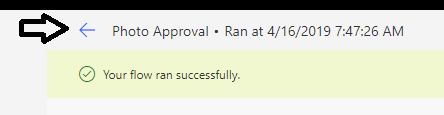 Photo Approval • Ran at 4/16/2019 7:47:26 AM
Your flow ran successfully.